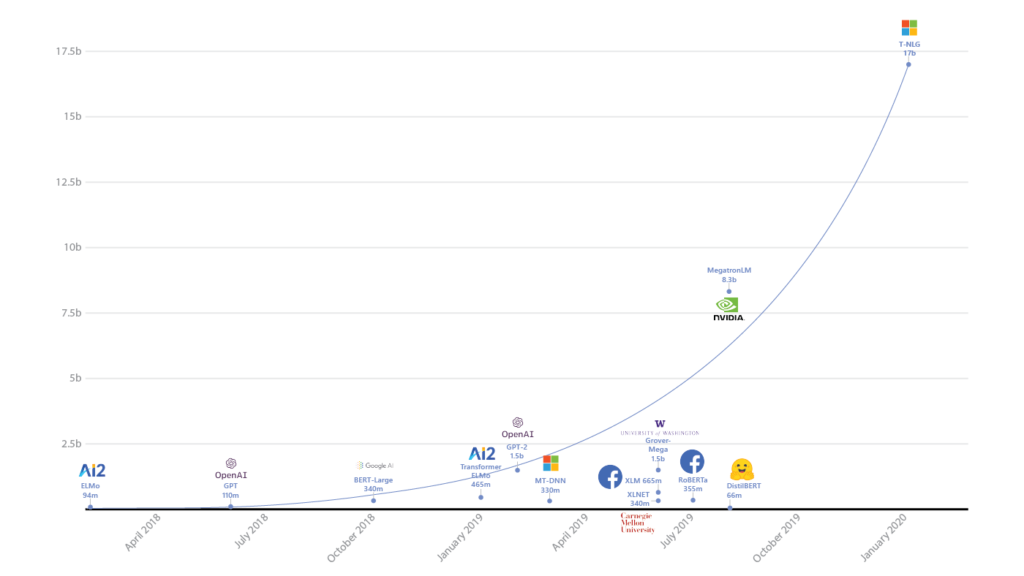 17.5b
15b
12.5b
10b
7.5b
5b
2.5b
T-NLG
17b
MegatronLM
8.3b
NVIDIA.
Ai2
ELMo
94m
OpenAI
GPT
110m
Google AI
BERT-Large
340m
Ai2
Transformer
ELMo
465m
OpenAI
GPT-2
1.5b
MT-DNN
330m
W
UNIVERSITY of WASHINGTON
Grover-
Mega
1.5b
XLM 665m
XLNET
340m
Carnegie
Mellon
University
RoBERTa
355m
DistilBERT
66m
April 2018
July 2018
October 2018
January 2019
April 2019
July 2019
October 2019
January 2020